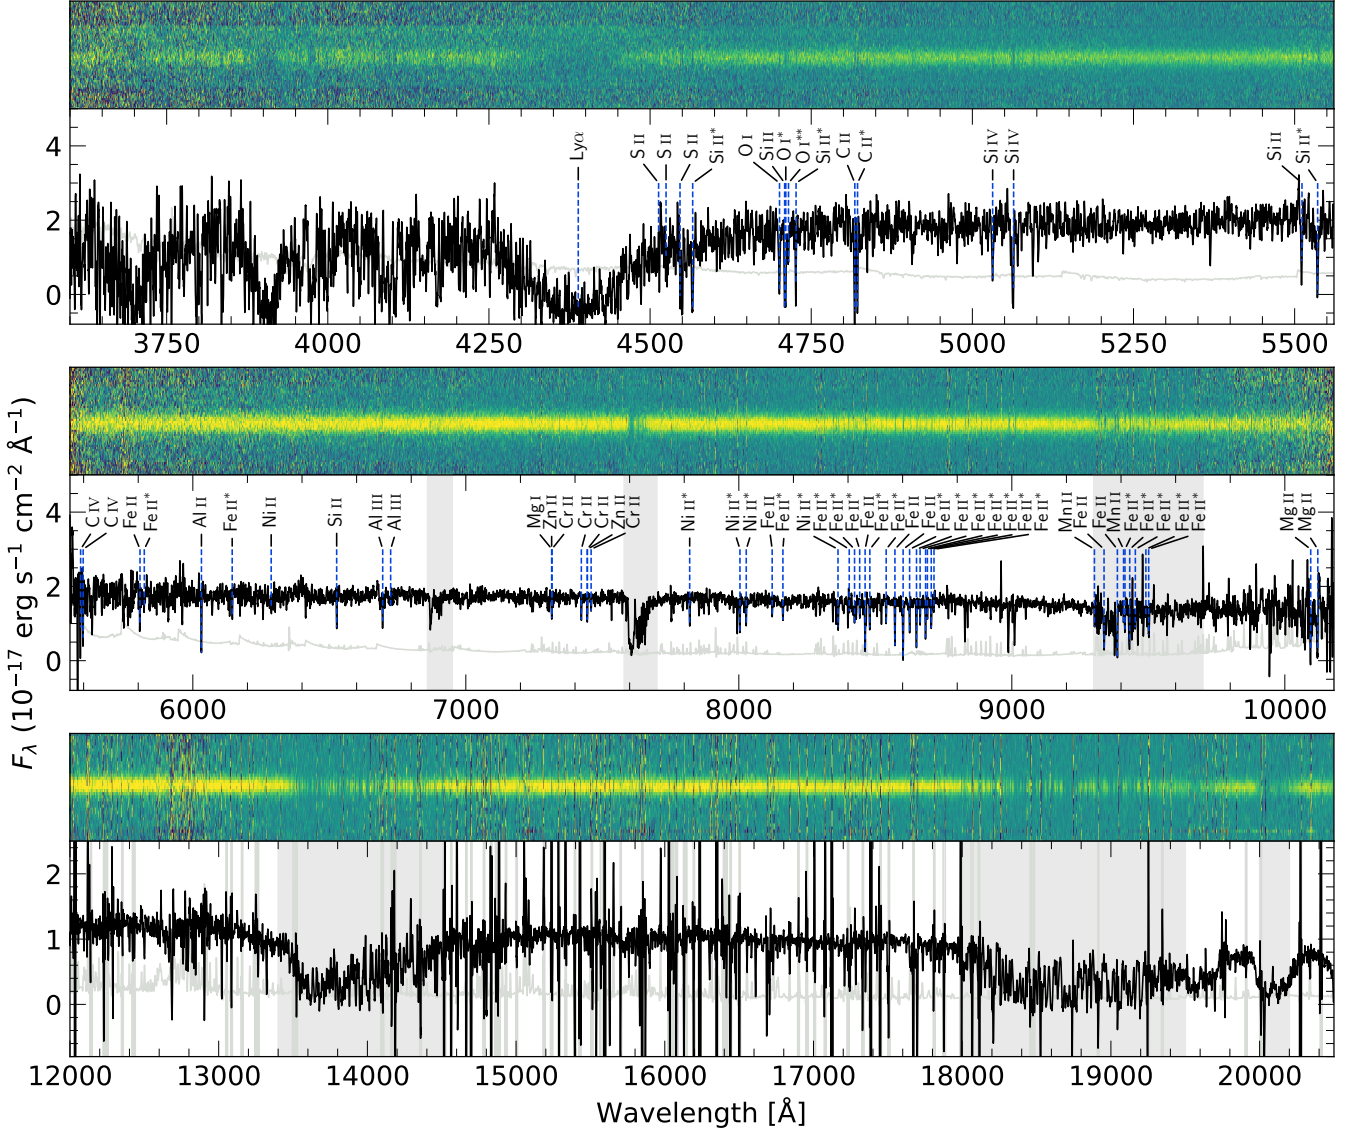 4
2
0
Lyα
S II
S II
S II
Si II*
O I
Si II
O I*
O I**
Si II*
C II
C II*
Si IV
Si IV
Si II
Si II*
3750
4000
4250
4500
4750
5000
5250
5500
4
2
0
C IV
C IV
Fe II
Fe II*
Al II
Fe II*
Ni II
Si II
Al III
Al III
Mg I
Zn II
Cr II
Cr II
Cr II
Zn II
Cr II
Ni II*
Ni II*
Ni II*
Fe II
Fe II*
Ni II*
Fe II*
Fe II*
Fe II*
Fe II
Fe II*
Fe II*
Fe II
Fe II
Fe II*
Fe II*
Fe II*
Fe II*
Fe II*
Fe II*
Fe II*
Mn II
Fe II
Fe II
Mn II
Fe II*
Fe II*
Fe II*
Fe II*
Fe II*
Mg II
Mg II
6000
7000
8000
9000
10000
Fλ (10⁻¹⁷ erg s⁻¹ cm⁻² Å⁻¹)
2
1
0
12000
13000
14000
15000
16000
17000
18000
19000
20000
Wavelength [Å]